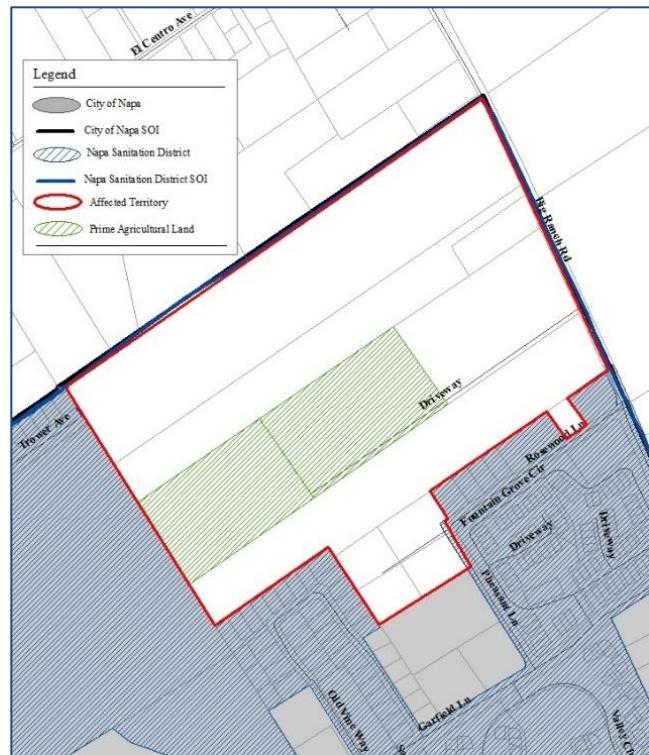 El Centro Ave
Legend
City of Napa
City of Napa SOI
Napa Sanitation District
Napa Sanitation District SOI
Affected Territory
Prime Agricultural Land
Big Ranch Rd
Driveway
Trower Ave
Rosewood Ln
Fountain Grove Cir
Driveway
Driveway
Pheasant Ln
Old Vine Way
Garfield Ln